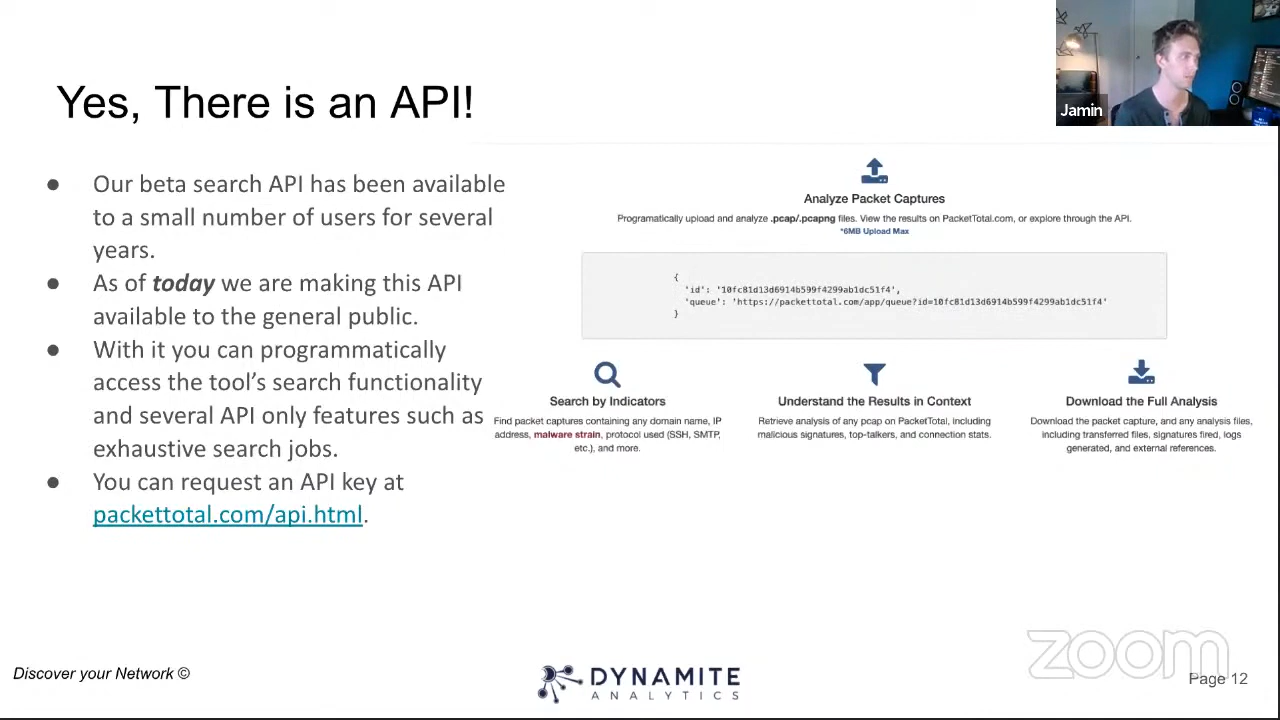 Jamin
Yes, There is an API!
● Our beta search API has been available
to a small number of users for several
years.
● As of today we are making this API
available to the general public.
● With it you can programmatically
access the tool’s search functionality
and several API only features such as
exhaustive search jobs.
● You can request an API key at
packettotal.com/api.html.
Analyze Packet Captures
Programatically upload and analyze .pcap/.pcapng files. View the results on PacketTotal.com, or explore through the API.
*6MB Upload Max
{
'id': '10fc81d13d6914b599f4299ab1dc51f4',
'queue': 'https://packettotal.com/app/queue?id=10fc81d13d6914b599f4299ab1dc51f4'
}
Search by Indicators
Find packet captures containing any domain name, IP
address, malware strain, protocol used (SSH, SMTP,
etc.), and more.
Understand the Results in Context
Retrieve analysis of any pcap on PacketTotal, including
malicious signatures, top-talkers, and connection stats.
Download the Full Analysis
Download the packet capture, and any analysis files,
including transferred files, signatures fired, logs
generated, and external references.
Discover your Network ©
DYNAMITE
ANALYTICS
zoom
Page 12